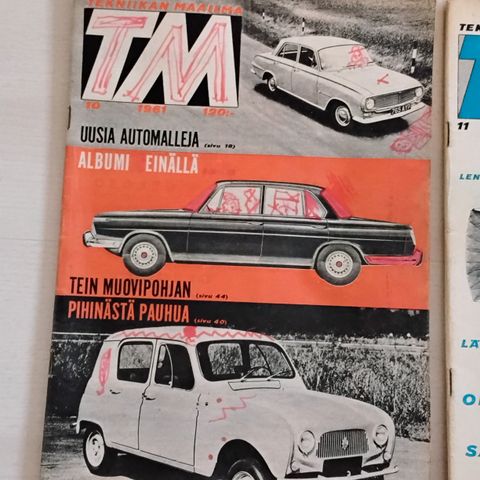 TEKNIIKAN MAAILMA
TM
10 1961 120:-
UUSIA AUTOMALLEJA (sivu 18)
ALBUMI EINÄLLÄ
TEIN MUOVIPOHJAN (sivu 44)
PIHINÄSTÄ PAUHUA (sivu 40)
11